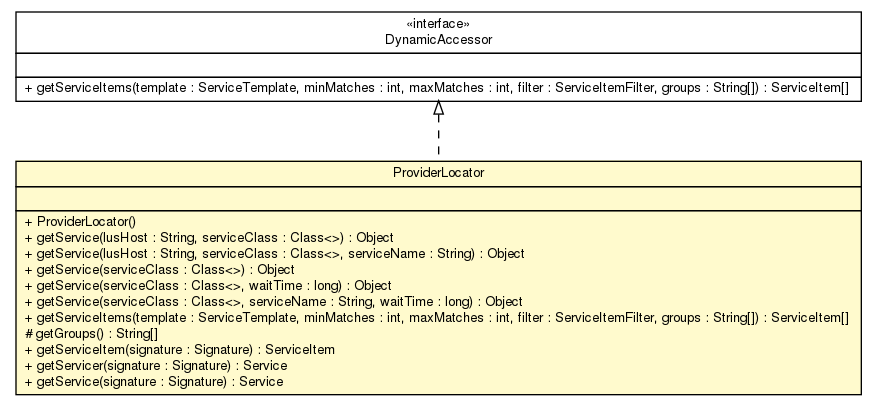 «interface»
DynamicAccessor
+ getServiceItems(template : ServiceTemplate, minMatches : int, maxMatches : int, filter : ServiceItemFilter, groups : String[]) : ServiceItem[]
ProviderLocator
+ ProviderLocator()
+ getService(lusHost : String, serviceClass : Class<>) : Object
+ getService(lusHost : String, serviceClass : Class<>, serviceName : String) : Object
+ getService(serviceClass : Class<>) : Object
+ getService(serviceClass : Class<>, waitTime : long) : Object
+ getService(serviceClass : Class<>, serviceName : String, waitTime : long) : Object
+ getServiceItems(template : ServiceTemplate, minMatches : int, maxMatches : int, filter : ServiceItemFilter, groups : String[]) : ServiceItem[]
# getGroups() : String[]
+ getServiceItem(signature : Signature) : ServiceItem
+ getServicer(signature : Signature) : Service
+ getService(signature : Signature) : Service